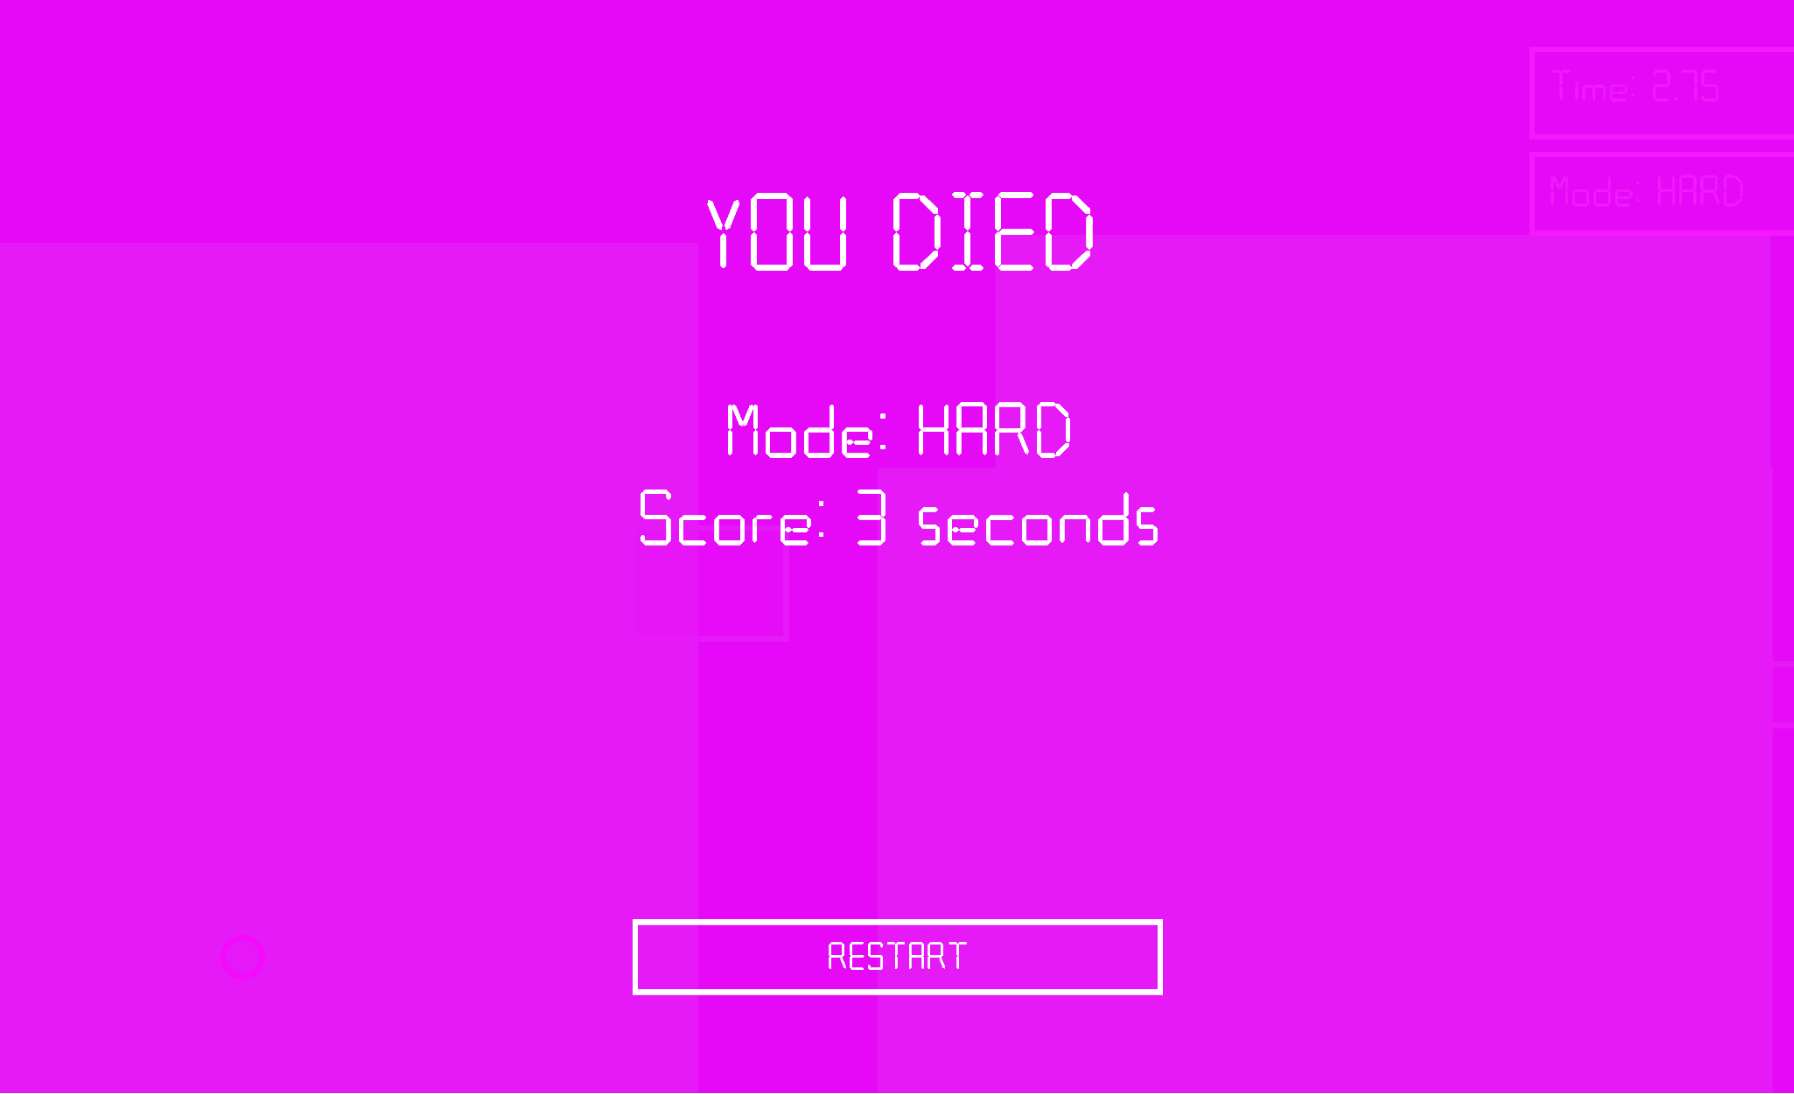 Time: 2.75
Mode: HARD
YOU DIED
Mode: HARD
Score: 3 seconds
RESTART